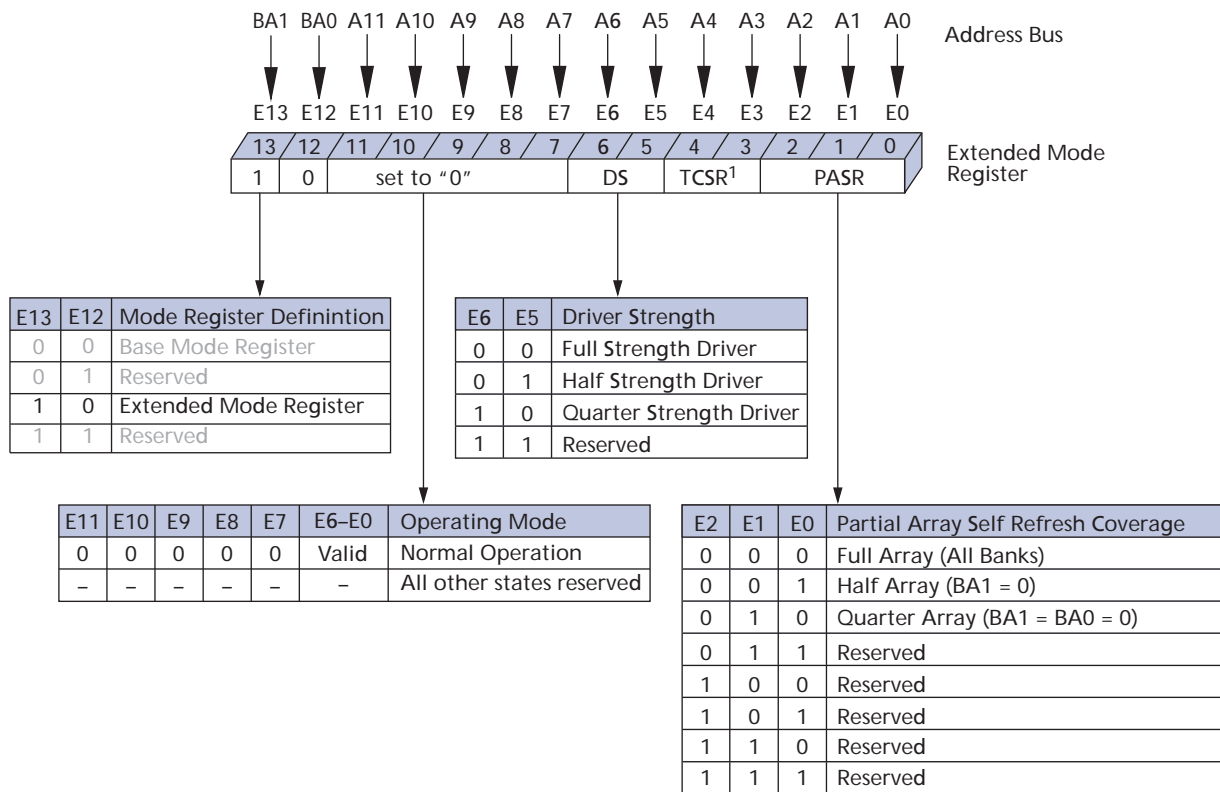 BA1 BA0 A11 A10 A9 A8 A7 A6 A5 A4 A3 A2 A1 A0
Address Bus
E13 E12 E11 E10 E9 E8 E7 E6 E5 E4 E3 E2 E1 E0
13 12 11 10 9 8 7 6 5 4 3 2 1 0
Extended Mode
Register
1 0 set to “0” DS TCSR1 PASR
E13 E12 Mode Register Definintion
0 0 Base Mode Register
0 1 Reserved
1 0 Extended Mode Register
1 1 Reserved
E6 E5 Driver Strength
0 0 Full Strength Driver
0 1 Half Strength Driver
1 0 Quarter Strength Driver
1 1 Reserved
E11 E10 E9 E8 E7 E6–E0 Operating Mode
0 0 0 0 0 Valid Normal Operation
– – – – – – All other states reserved
E2 E1 E0 Partial Array Self Refresh Coverage
0 0 0 Full Array (All Banks)
0 0 1 Half Array (BA1 = 0)
0 1 0 Quarter Array (BA1 = BA0 = 0)
0 1 1 Reserved
1 0 0 Reserved
1 0 1 Reserved
1 1 0 Reserved
1 1 1 Reserved